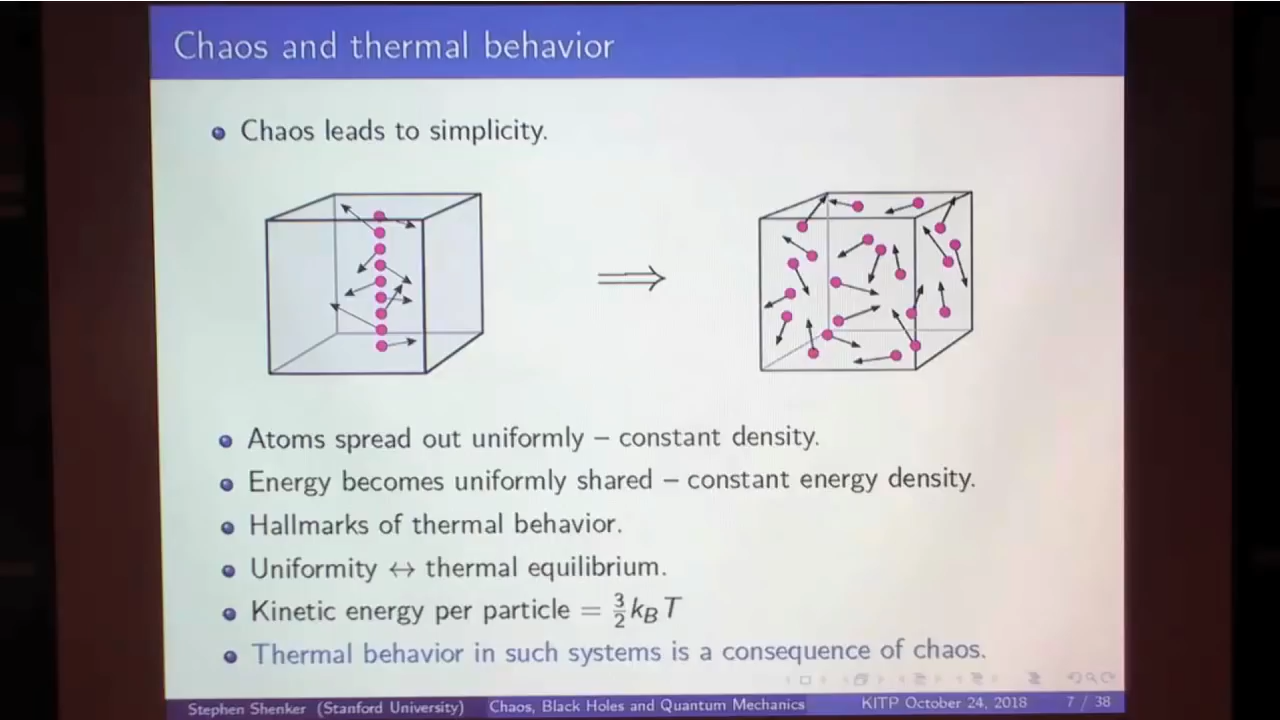 Chaos and thermal behavior
Chaos leads to simplicity.
Atoms spread out uniformly – constant density.
Energy becomes uniformly shared – constant energy density.
Hallmarks of thermal behavior.
Uniformity ↔ thermal equilibrium.
Kinetic energy per particle = 3/2 k_B T
Thermal behavior in such systems is a consequence of chaos.
Stephen Shenker (Stanford University) Chaos, Black Holes and Quantum Mechanics KITP October 24, 2018 7 / 38